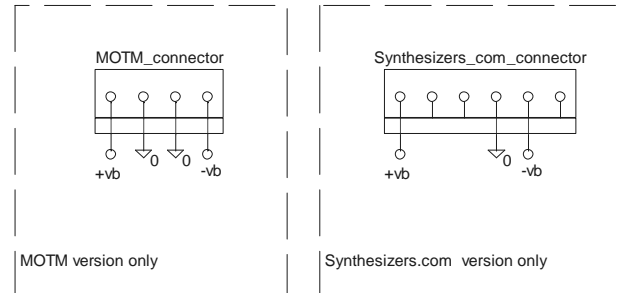 MOTM_connector
+vb
0
0
-vb
MOTM version only
Synthesizers_com_connector
+vb
0
-vb
Synthesizers.com version only